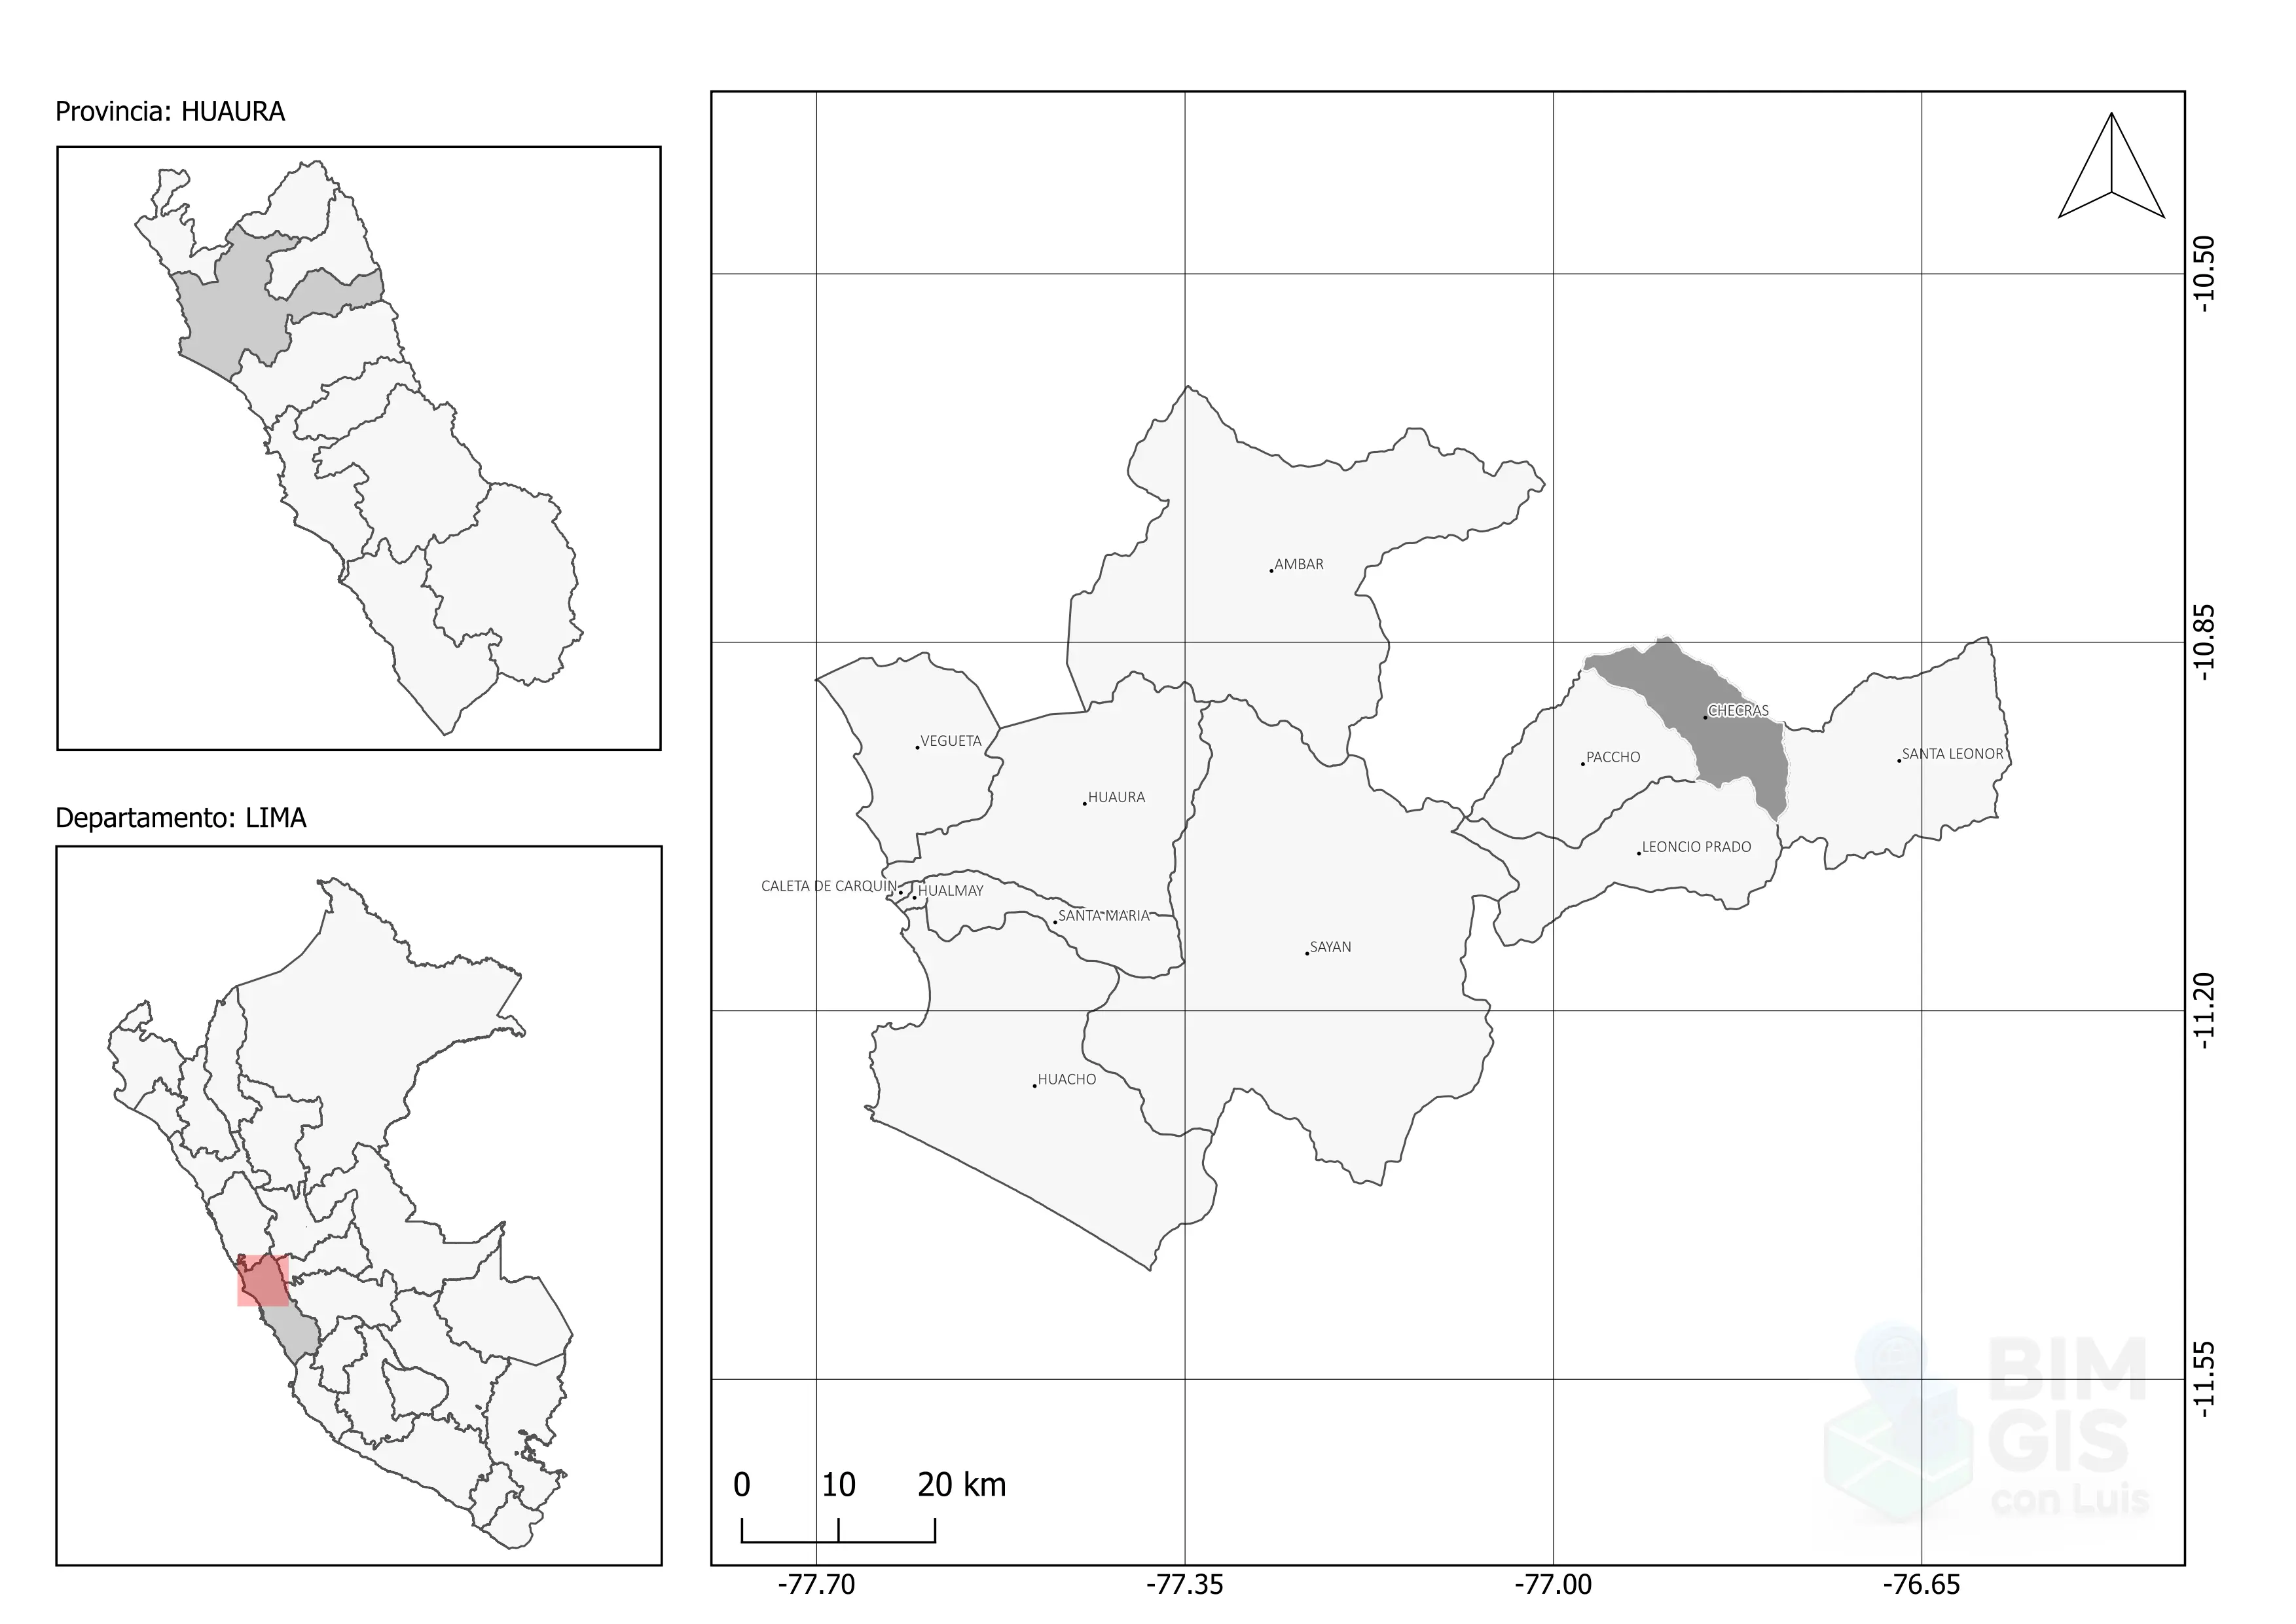 Provincia: HUAURA
Departamento: LIMA
AMBAR
VEGUETA
HUAURA
CHECRAS
PACCHO
SANTA LEONOR
LEONCIO PRADO
CALETA DE CARQUIN
HUALMAY
SANTA MARIA
SAYAN
HUACHO
-10.50
-10.85
-11.20
-11.55
0 10 20 km
-77.70 -77.35 -77.00 -76.65
BIM
GIS
con Luis